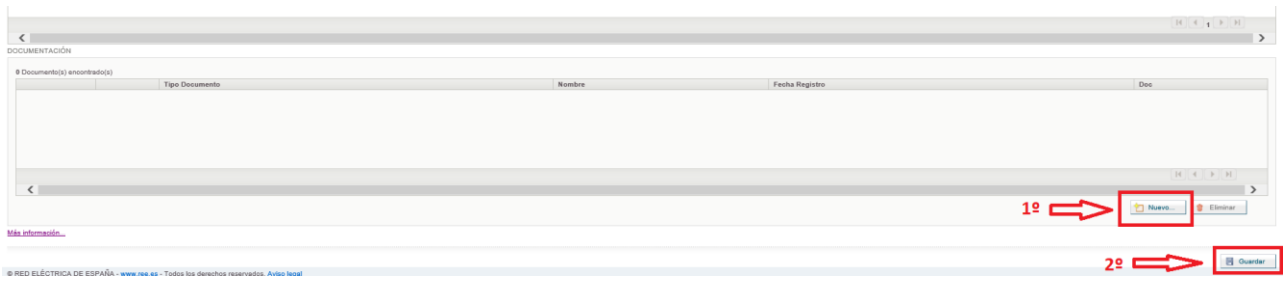 1
DOCUMENTACIÓN
0 Documento(s) encontrado(s)
Tipo Documento Nombre Fecha Registro Doc
1º Nuevo... Eliminar
Más información...
2º Guardar
© RED ELÉCTRICA DE ESPAÑA - www.ree.es - Todos los derechos reservados. Aviso legal